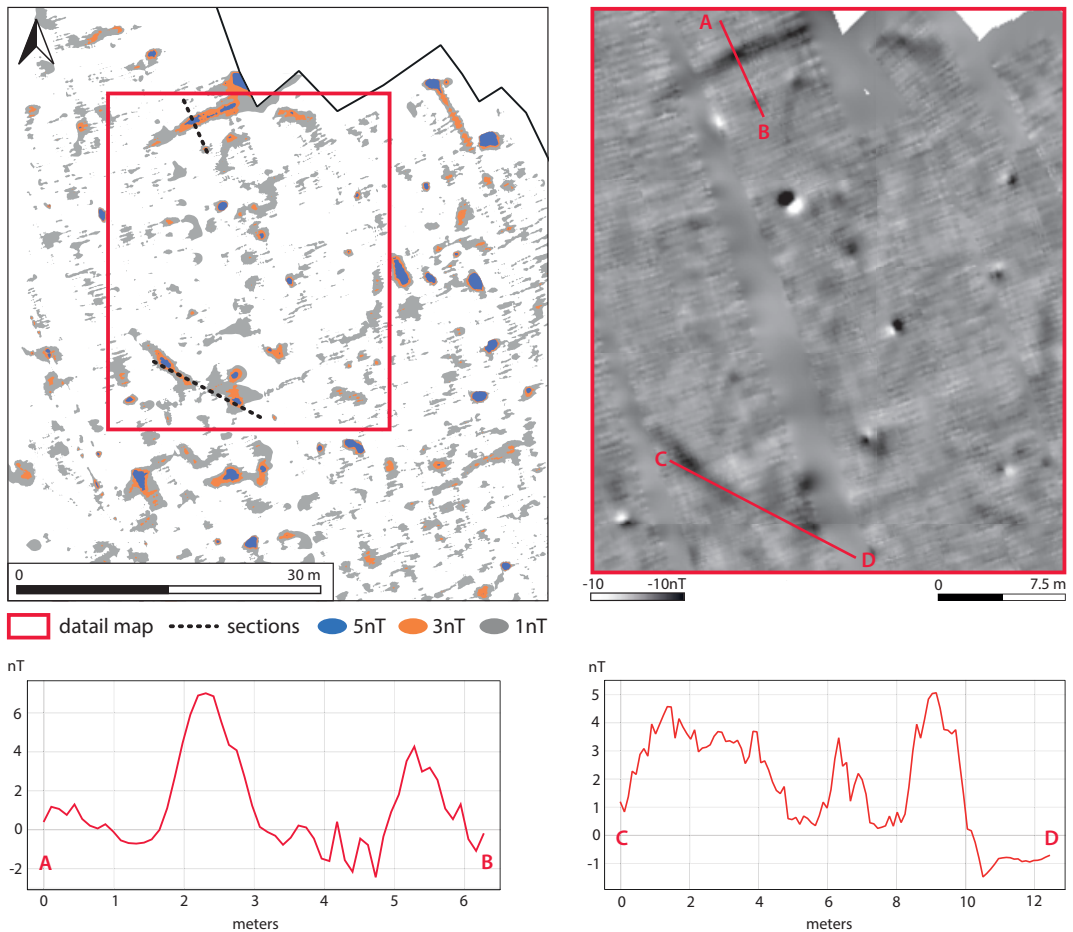 A
B
C
D
0 30 m
-10 -10nT
0 7.5 m
datail map sections 5nT 3nT 1nT
nT
6
4
2
0
-2
A
B
0 1 2 3 4 5 6
meters
nT
5
4
3
2
1
0
-1
C
D
0 2 4 6 8 10 12
meters